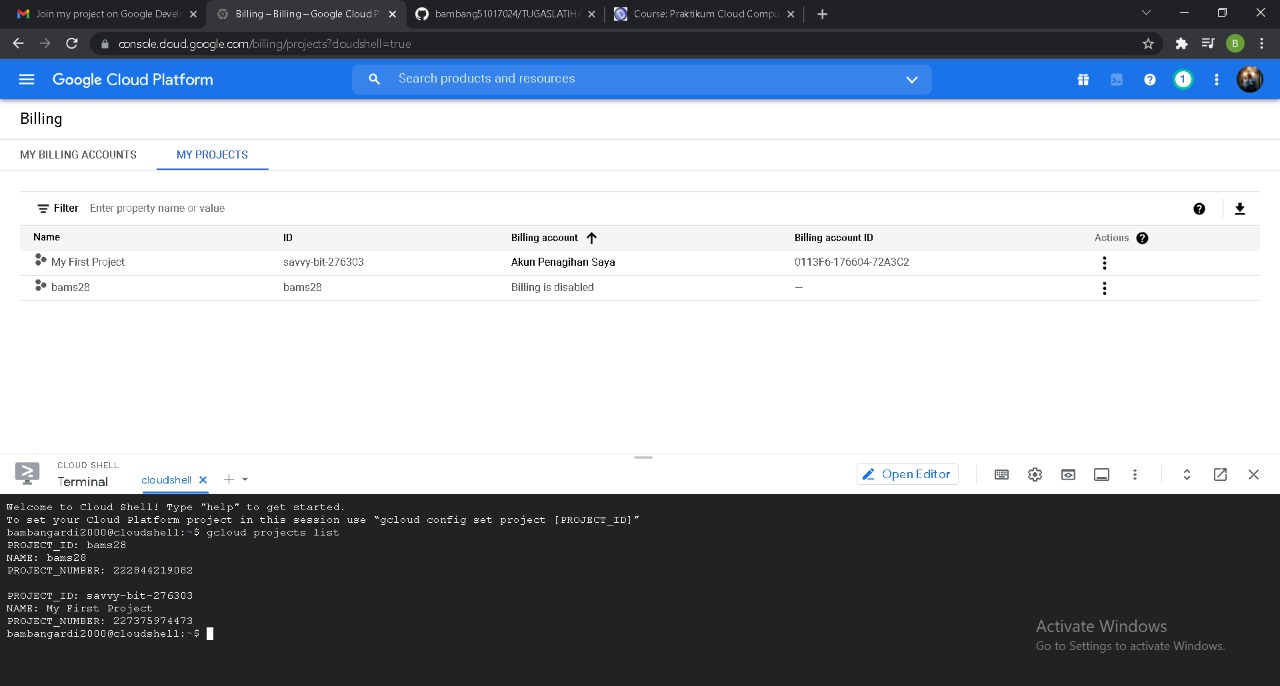 Join my project on Google Devel
Billing – Billing – Google Cloud P
bambang51017024/TUGASLATIH
Course: Praktikum Cloud Compu
console.cloud.google.com/billing/projects?cloudshell=true
B
Google Cloud Platform
Search products and resources
1
Billing
MY BILLING ACCOUNTS
MY PROJECTS
Filter Enter property name or value
Name ID Billing account Billing account ID Actions
My First Project savvy-bit-276303 Akun Penagihan Saya 0113F6-176604-72A3C2
bams28 bams28 Billing is disabled —
CLOUD SHELL
Terminal
cloudshell
Open Editor
Welcome to Cloud Shell! Type "help" to get started.
To set your Cloud Platform project in this session use “gcloud config set project [PROJECT_ID]”
bambangardi2000@cloudshell:~$ gcloud projects list
PROJECT_ID: bams28
NAME: bams28
PROJECT_NUMBER: 222844219082
PROJECT_ID: savvy-bit-276303
NAME: My First Project
PROJECT_NUMBER: 227375974473
bambangardi2000@cloudshell:~$
Activate Windows
Go to Settings to activate Windows.